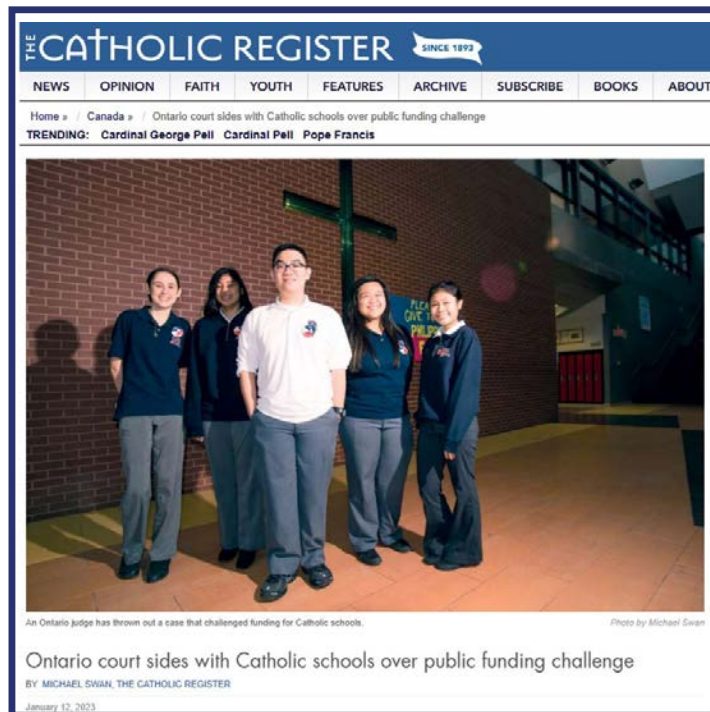 THE CATHOLIC REGISTER SINCE 1893
NEWS OPINION FAITH YOUTH FEATURES ARCHIVE SUBSCRIBE BOOKS ABOUT
Home » / Canada » / Ontario court sides with Catholic schools over public funding challenge
TRENDING: Cardinal George Pell Cardinal Pell Pope Francis
GIVE
An Ontario judge has thrown out a case that challenged funding for Catholic schools. Photo by Michael Swan
Ontario court sides with Catholic schools over public funding challenge
BY MICHAEL SWAN, THE CATHOLIC REGISTER
January 12, 2023